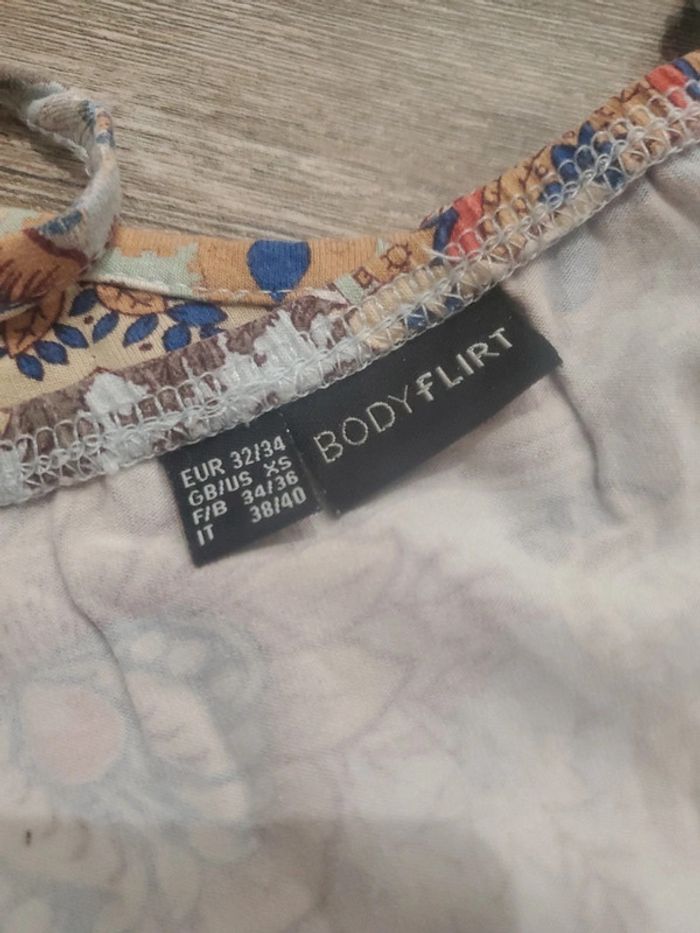 BODYFLIRT
EUR 32/34
GB/US XS
F/B 34/36
IT 38/40